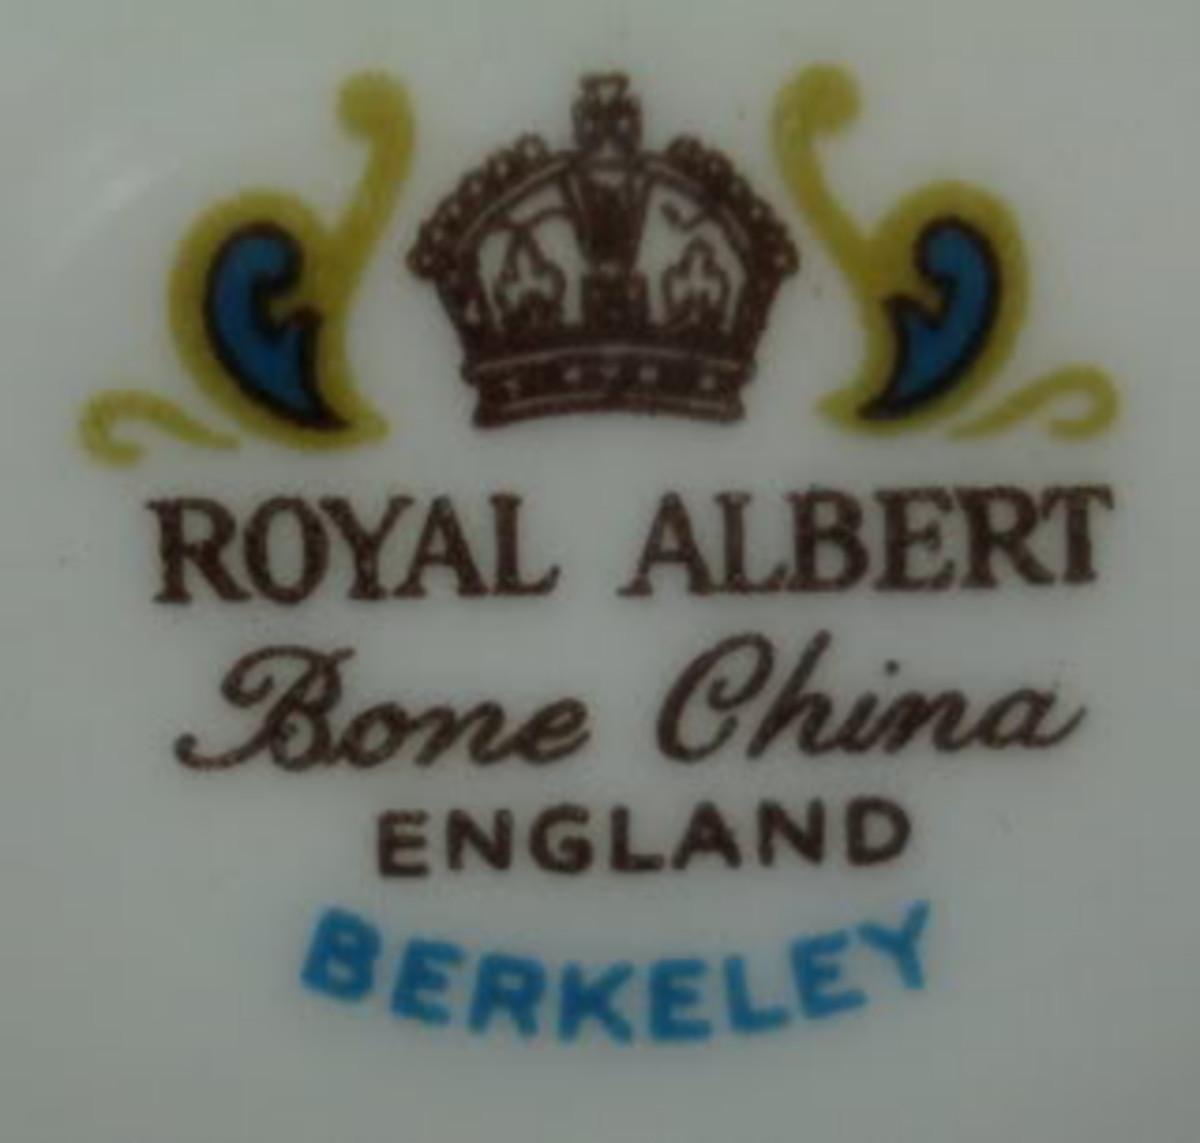 ROYAL ALBERT
Bone China
ENGLAND
BERKELEY